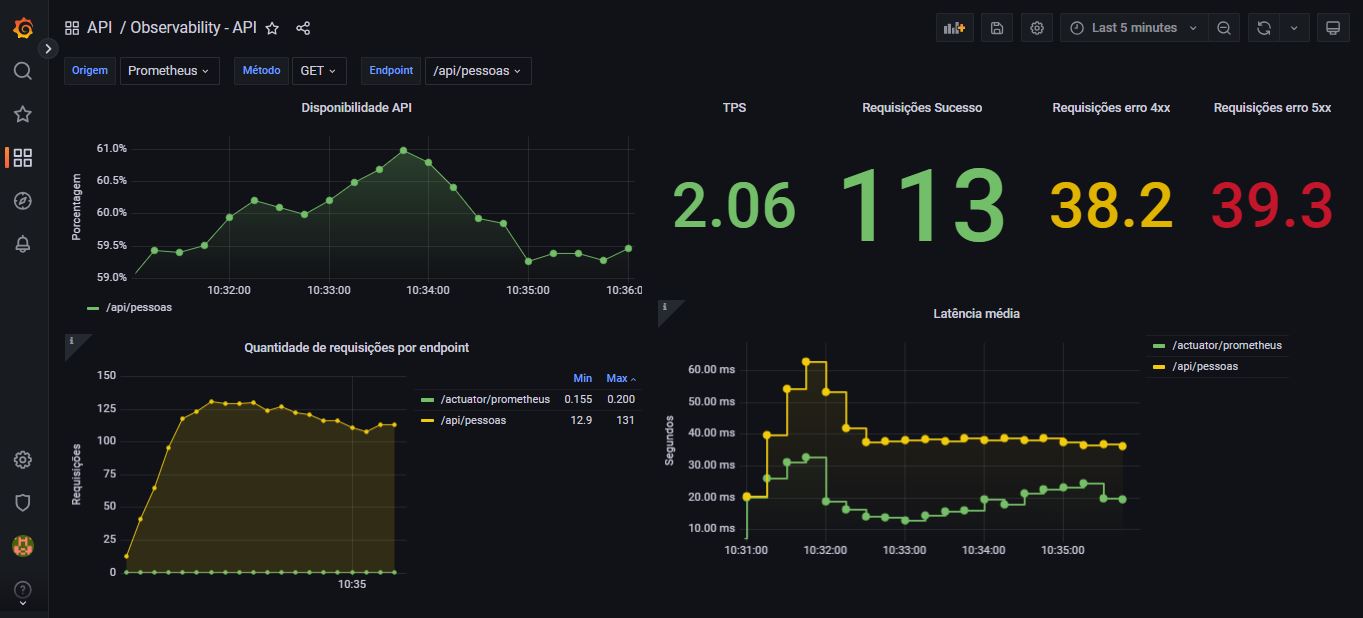 API / Observability - API
Last 5 minutes
Origem Prometheus Método GET Endpoint /api/pessoas
Disponibilidade API
Porcentagem
61.0%
60.5%
60.0%
59.5%
59.0%
10:32:00 10:33:00 10:34:00 10:35:00 10:36:0
/api/pessoas
TPS
2.06
Requisições Sucesso
113
Requisições erro 4xx
38.2
Requisições erro 5xx
39.3
i
Quantidade de requisições por endpoint
Requisições
150
125
100
75
50
25
0
10:35
Min Max
/actuator/prometheus 0.155 0.200
/api/pessoas 12.9 131
i
Latência média
Segundos
60.00 ms
50.00 ms
40.00 ms
30.00 ms
20.00 ms
10.00 ms
10:31:00 10:32:00 10:33:00 10:34:00 10:35:00
/actuator/prometheus
/api/pessoas